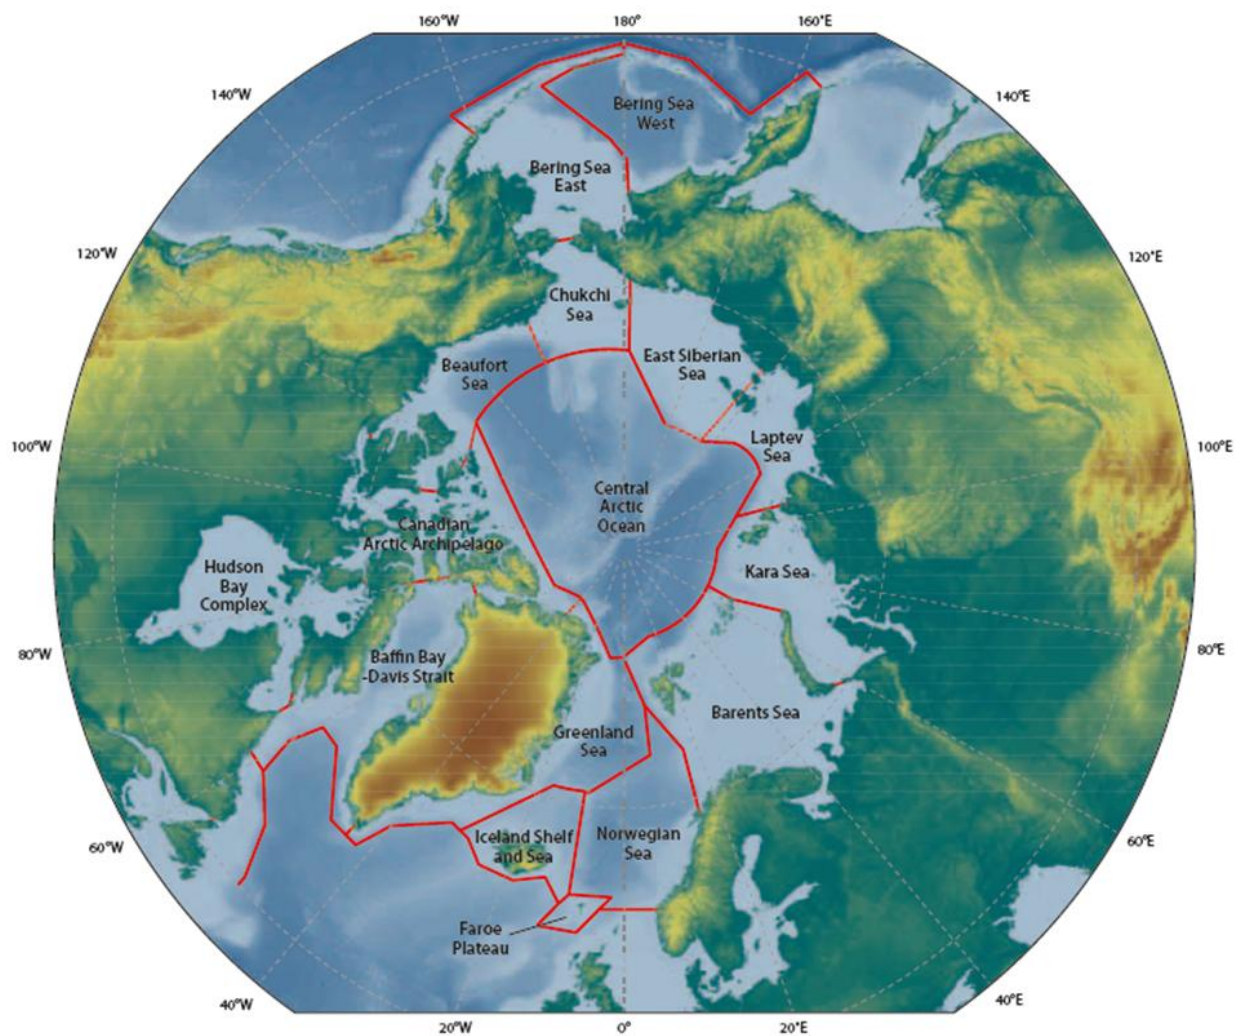 160°W
180°
160°E
140°W
140°E
Bering Sea
West
Bering Sea
East
120°W
120°E
Chukchi
Sea
East Siberian
Sea
Beaufort
Sea
100°W
100°E
Laptev
Sea
Central
Arctic
Ocean
Canadian
Arctic Archipelago
Hudson
Bay
Complex
Kara Sea
80°W
80°E
Baffin Bay
-Davis Strait
Barents Sea
Greenland
Sea
60°W
60°E
Iceland Shelf
and Sea
Norwegian
Sea
Faroe
Plateau
40°W
40°E
20°W
0°
20°E